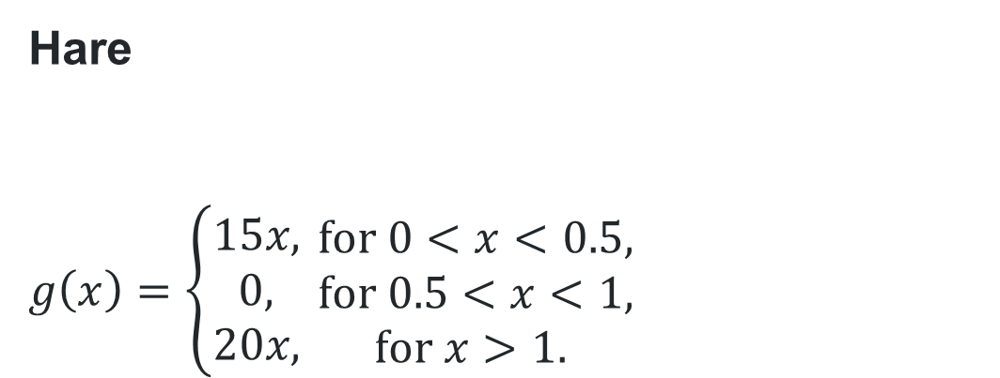 Hare
g(x) = { 15x, for 0 < x < 0.5,
0, for 0.5 < x < 1,
20x, for x > 1.